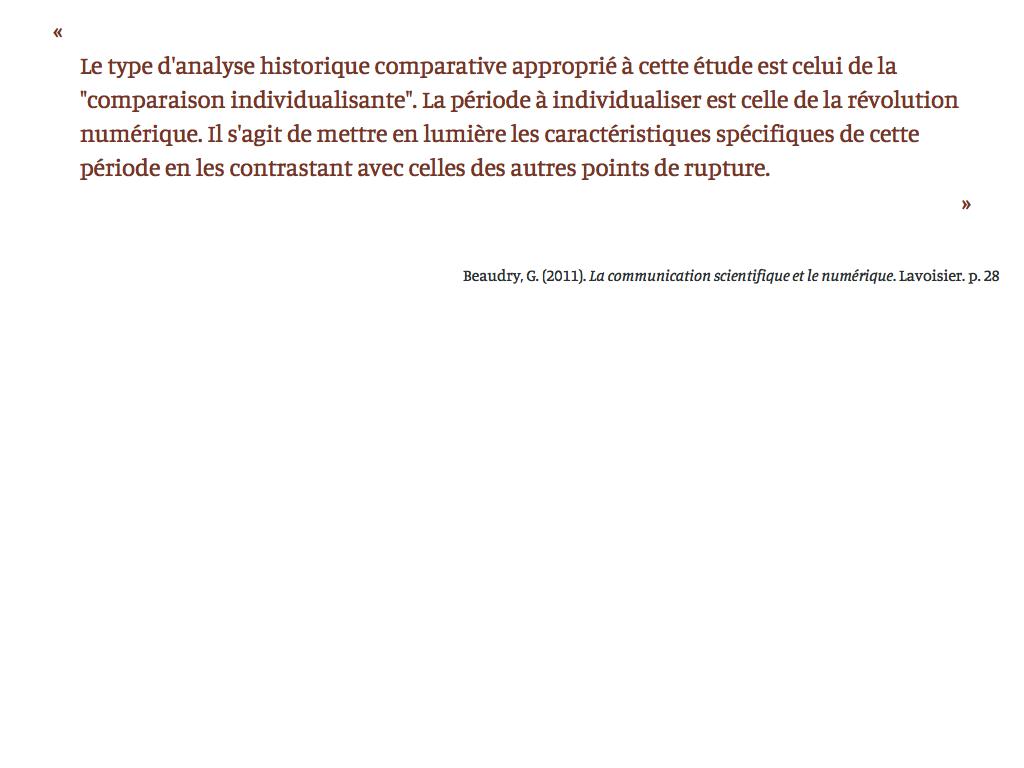 «
Le type d'analyse historique comparative approprié à cette étude est celui de la
"comparaison individualisante". La période à individualiser est celle de la révolution
numérique. Il s'agit de mettre en lumière les caractéristiques spécifiques de cette
période en les contrastant avec celles des autres points de rupture.
»
Beaudry, G. (2011). La communication scientifique et le numérique. Lavoisier. p. 28